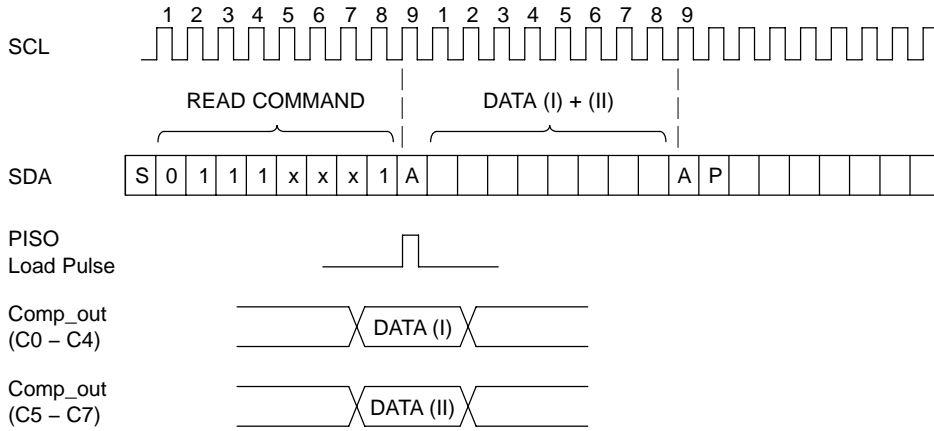 1 2 3 4 5 6 7 8 9 1 2 3 4 5 6 7 8 9
SCL
READ COMMAND DATA (I) + (II)
SDA S 0 1 1 1 x x x 1 A A P
PISO
Load Pulse
Comp_out
(C0 – C4)
DATA (I)
Comp_out
(C5 – C7)
DATA (II)